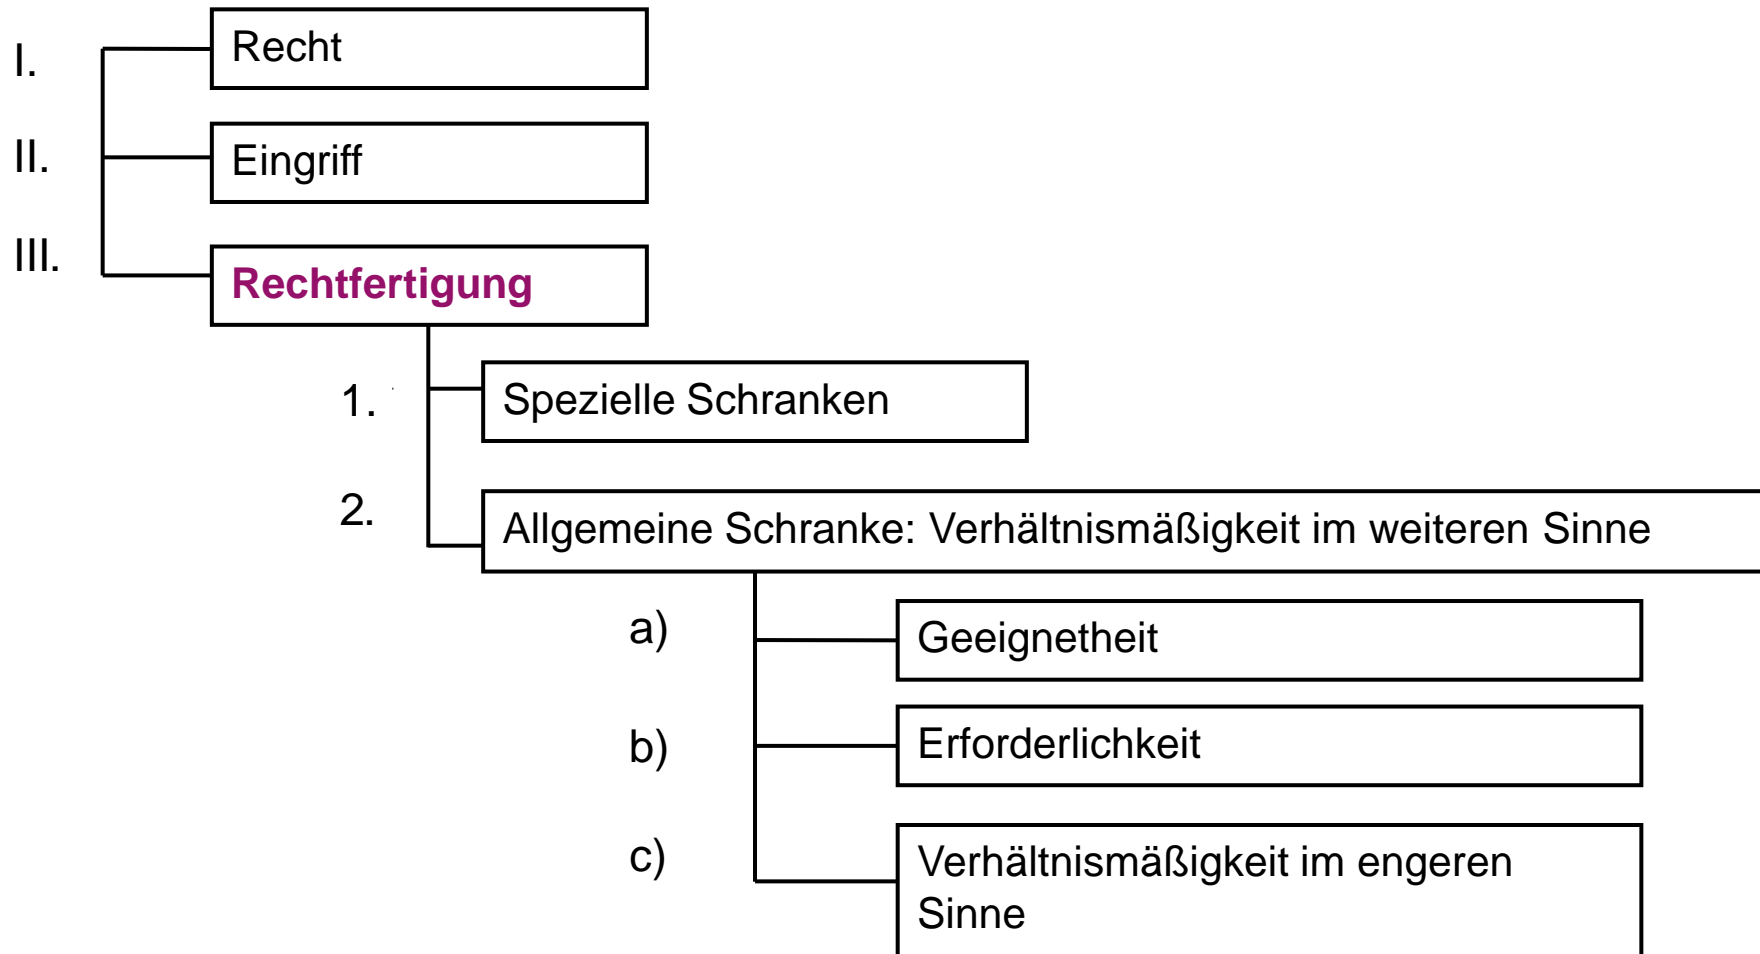 I.
Recht
II.
Eingriff
III.
Rechtfertigung
1.
Spezielle Schranken
2.
Allgemeine Schranke: Verhältnismäßigkeit im weiteren Sinne
a)
Geeignetheit
b)
Erforderlichkeit
c)
Verhältnismäßigkeit im engeren
Sinne